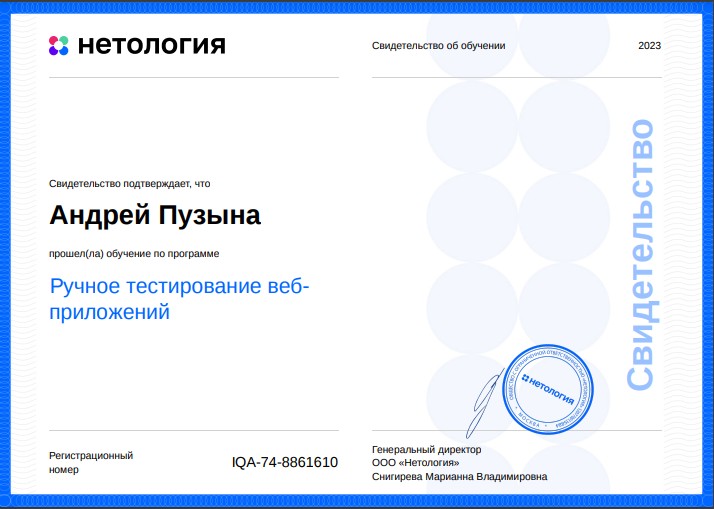 нетология
Свидетельство об обучении
2023
Свидетельство подтверждает, что
Андрей Пузына
прошел(ла) обучение по программе
Ручное тестирование веб-
приложений
Свидетельство
нетология
МОСКВА
Регистрационный
номер
IQA-74-8861610
Генеральный директор
ООО «Нетология»
Снигирева Марианна Владимировна